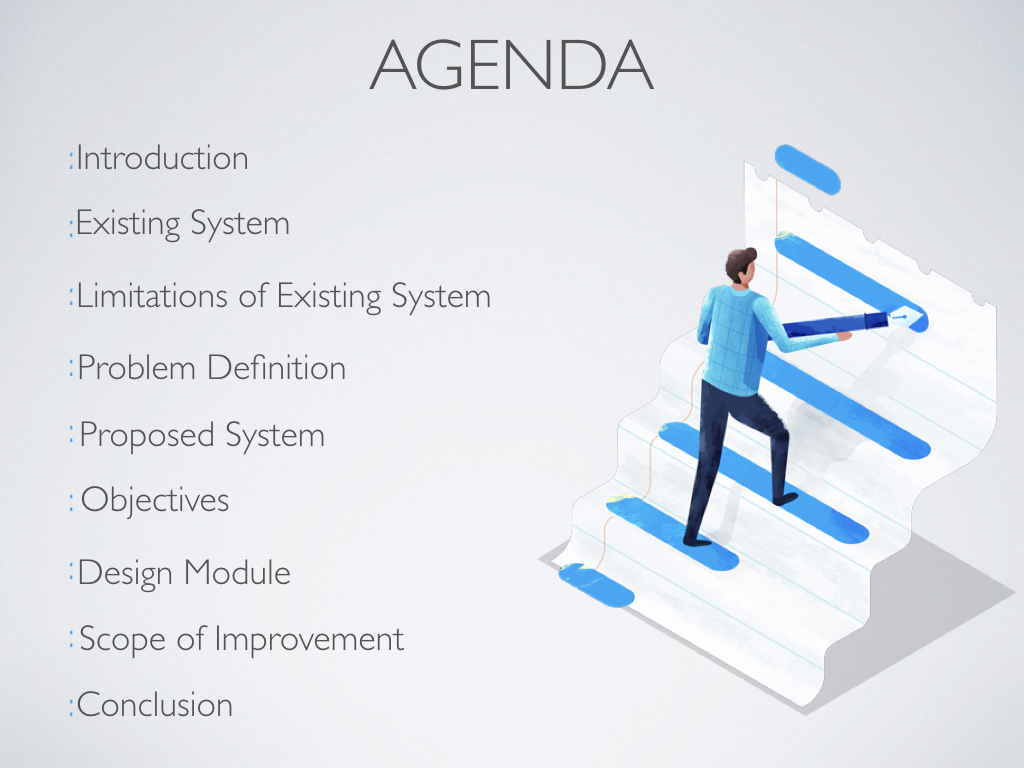 AGENDA
:Introduction
:Existing System
:Limitations of Existing System
:Problem Definition
:Proposed System
: Objectives
:Design Module
:Scope of Improvement
:Conclusion